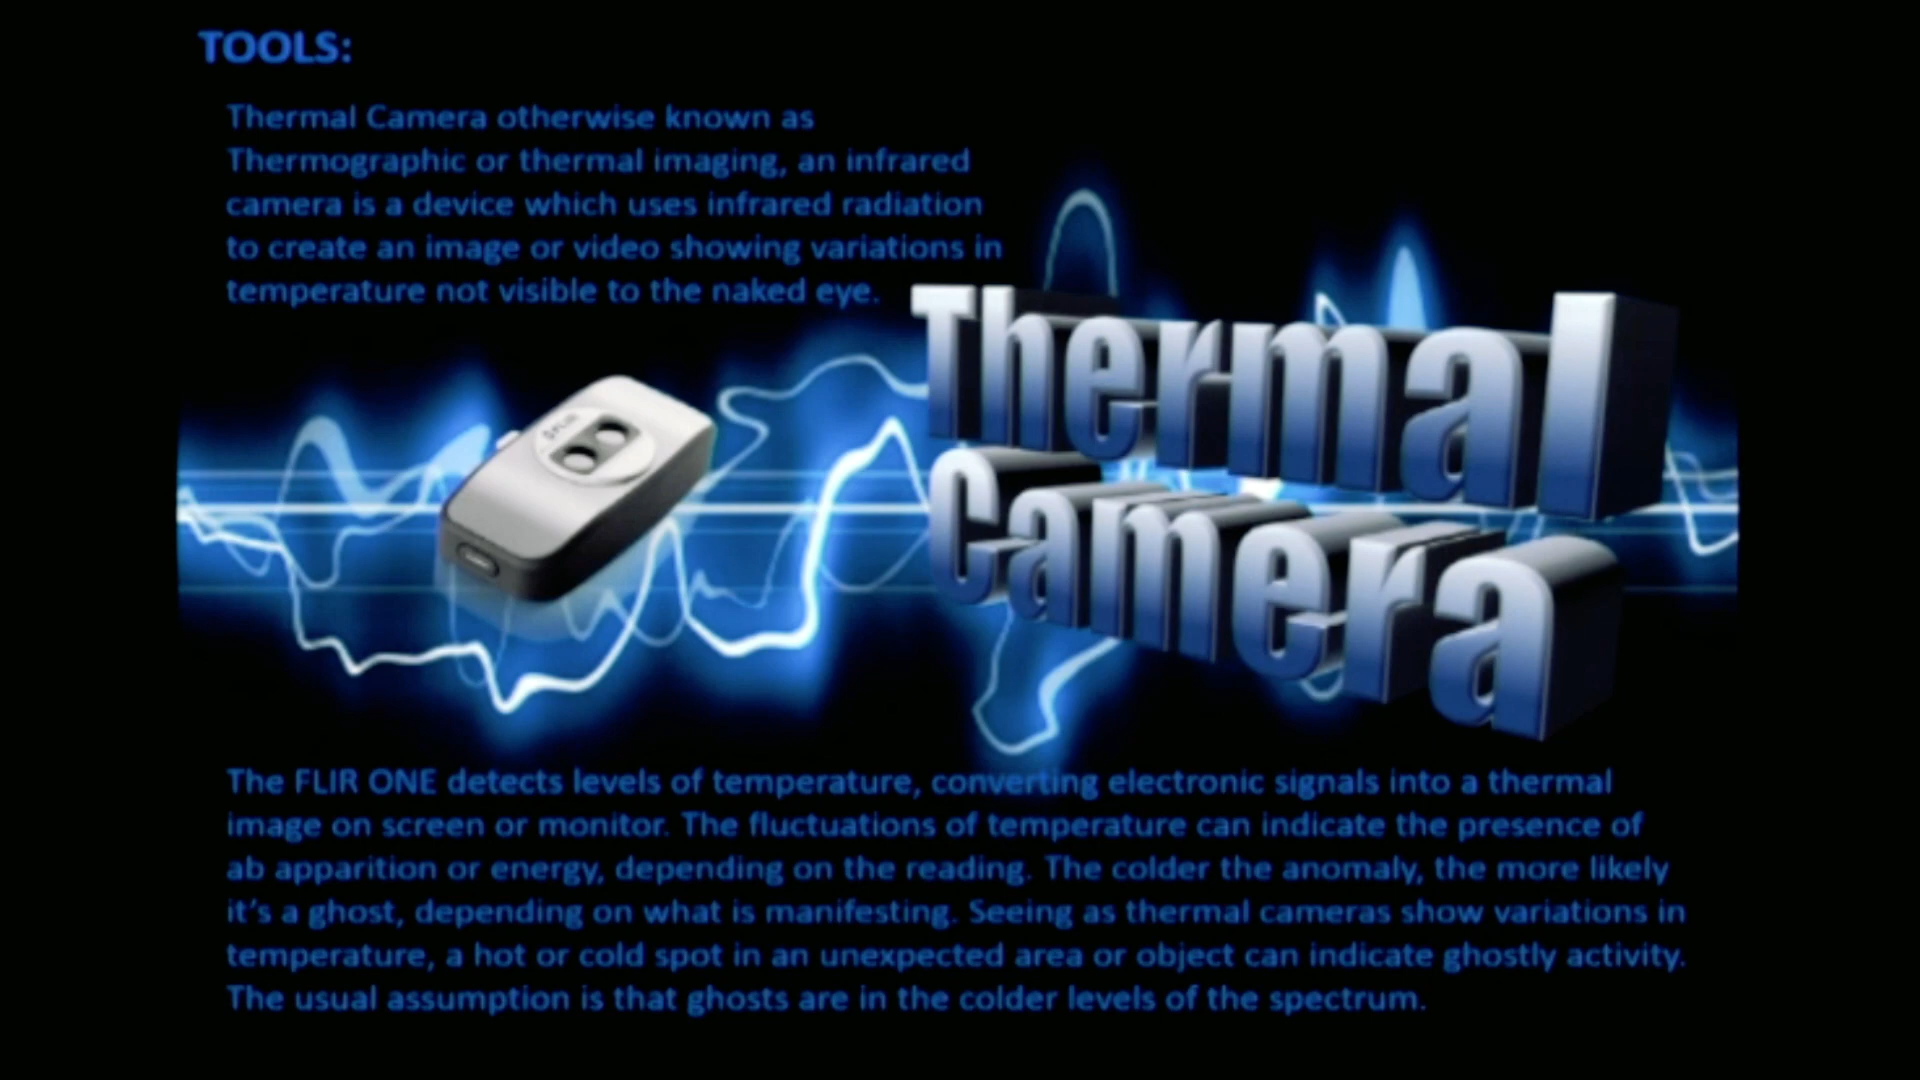 TOOLS:
Thermal Camera otherwise known as
Thermographic or thermal imaging, an infrared
camera is a device which uses infrared radiation
to create an image or video showing variations in
temperature not visible to the naked eye.
Thermal
Camera
FLIR
The FLIR ONE detects levels of temperature, converting electronic signals into a thermal
image on screen or monitor. The fluctuations of temperature can indicate the presence of
ab apparition or energy, depending on the reading. The colder the anomaly, the more likely
it's a ghost, depending on what is manifesting. Seeing as thermal cameras show variations in
temperature, a hot or cold spot in an unexpected area or object can indicate ghostly activity.
The usual assumption is that ghosts are in the colder levels of the spectrum.